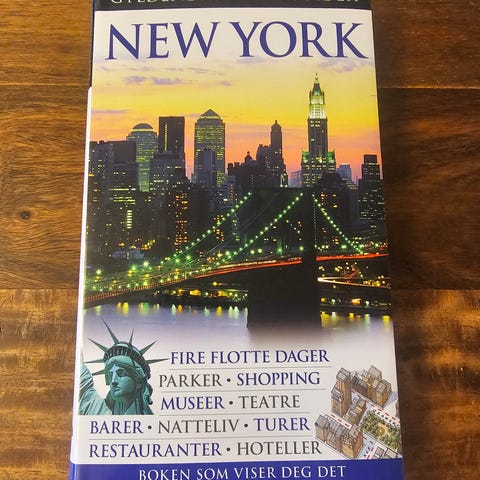 NEW YORK
FIRE FLOTTE DAGER
PARKER • SHOPPING
MUSEER • TEATRE
BARER • NATTELIV • TURER
RESTAURANTER • HOTELLER
BOKEN SOM VISER DEG DET